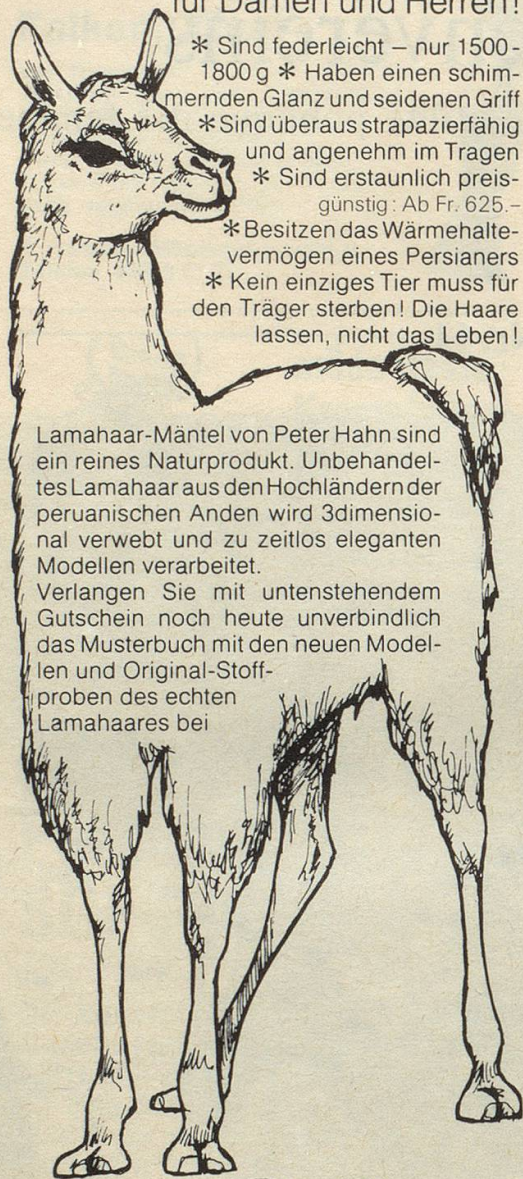 für Damen und Herren!
* Sind federleicht – nur 1500-
1800 g * Haben einen schim-
mernden Glanz und seidenen Griff
* Sind überaus strapazierfähig
und angenehm im Tragen
* Sind erstaunlich preis-
günstig: Ab Fr. 625.–
* Besitzen das Wärmehalte-
vermögen eines Persianers
* Kein einziges Tier muss für
den Träger sterben! Die Haare
lassen, nicht das Leben!
Lamahaar-Mäntel von Peter Hahn sind
ein reines Naturprodukt. Unbehandel-
tes Lamahaar aus den Hochländern der
peruanischen Anden wird 3dimensio-
nal verwebt und zu zeitlos eleganten
Modellen verarbeitet.
Verlangen Sie mit untenstehendem
Gutschein noch heute unverbindlich
das Musterbuch mit den neuen Model-
len und Original-Stoff-
proben des echten
Lamahaares bei